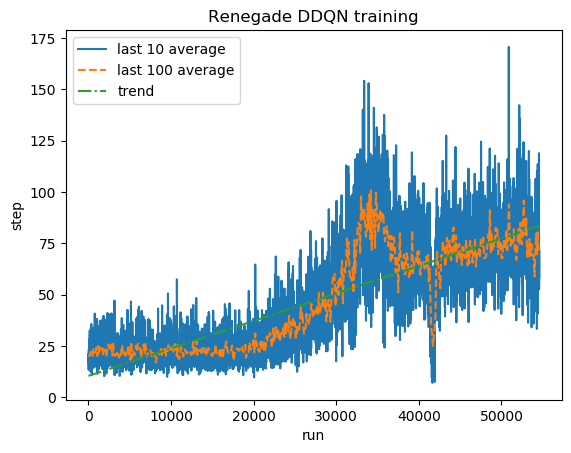 Renegade DDQN training
last 10 average
last 100 average
trend
step
175
150
125
100
75
50
25
0
0
10000
20000
30000
40000
50000
run